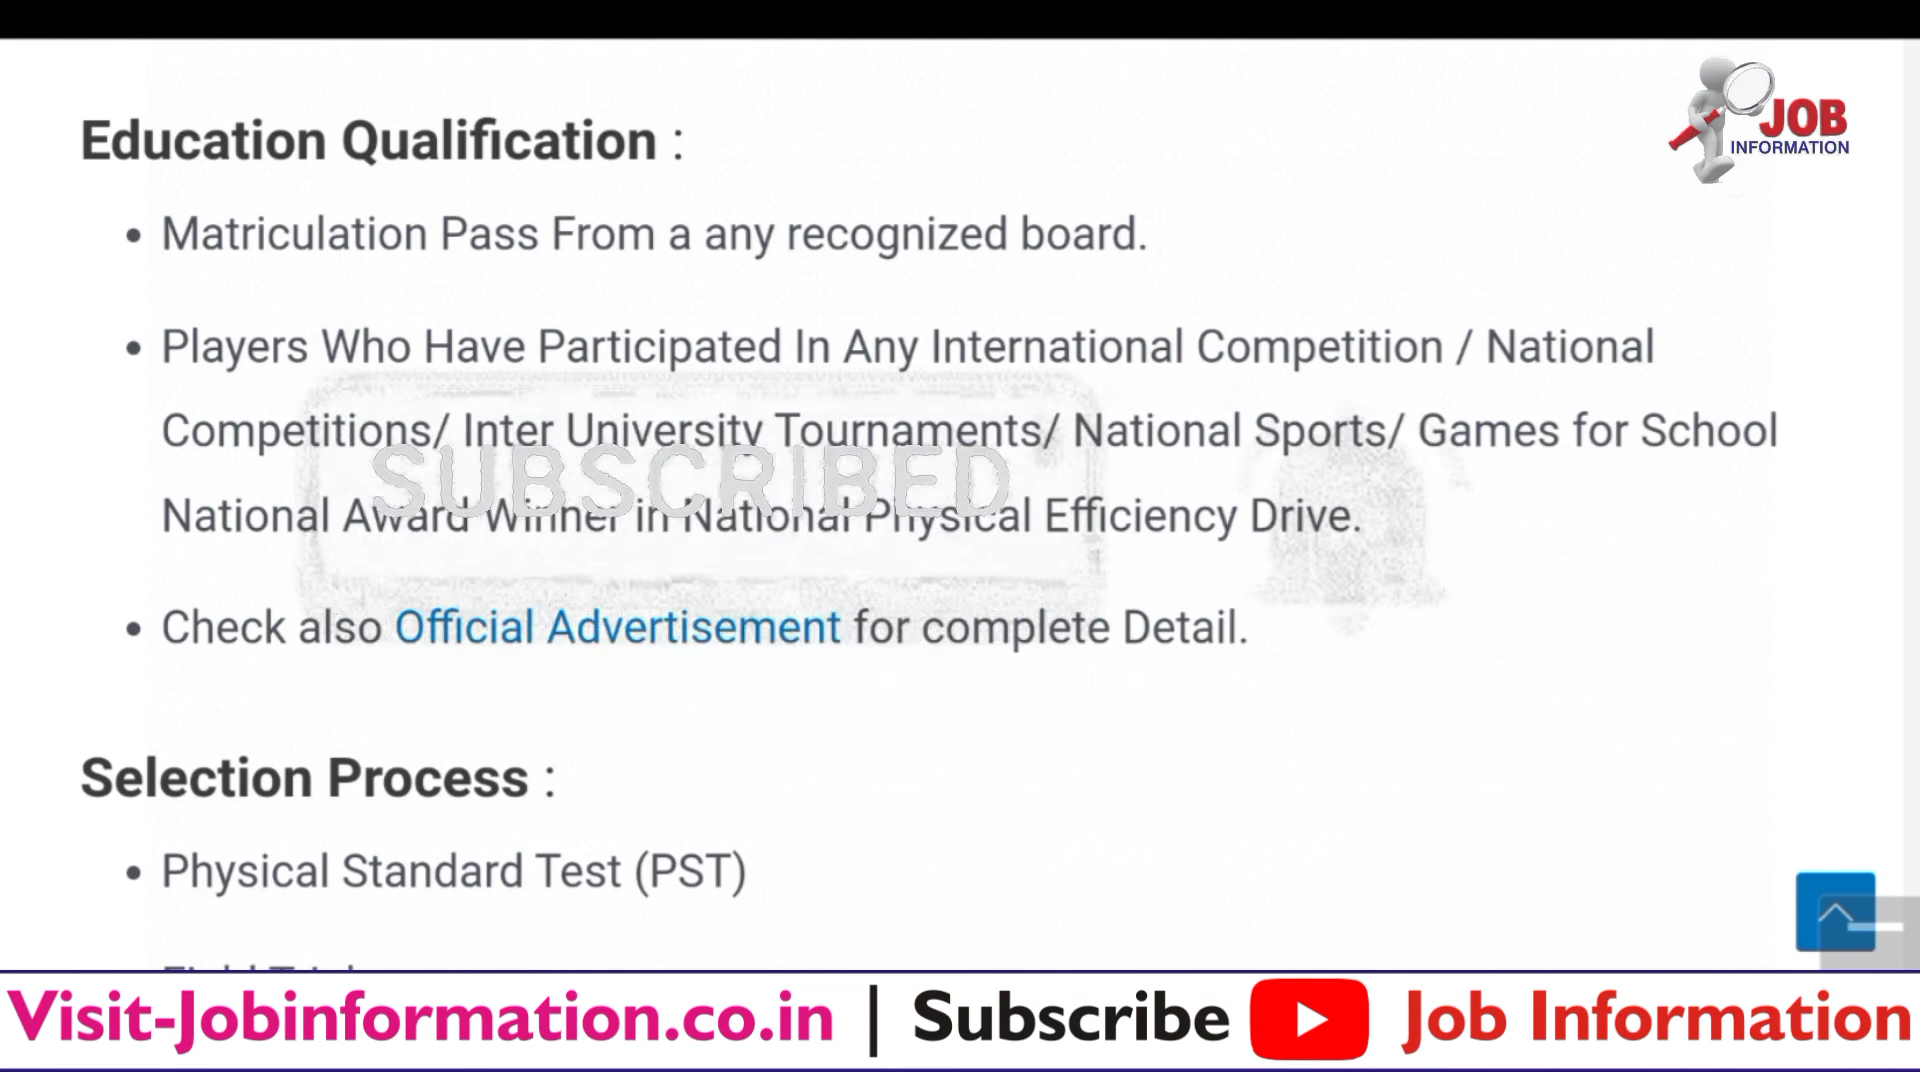 JOB
INFORMATION
Education Qualification :
• Matriculation Pass From a any recognized board.
• Players Who Have Participated In Any International Competition / National
Competitions/ Inter University Tournaments/ National Sports/ Games for School
SUBSCRIBED
National Award Winner in National Physical Efficiency Drive.
• Check also Official Advertisement for complete Detail.
Selection Process :
• Physical Standard Test (PST)
Visit-Jobinformation.co.in | Subscribe Job Information